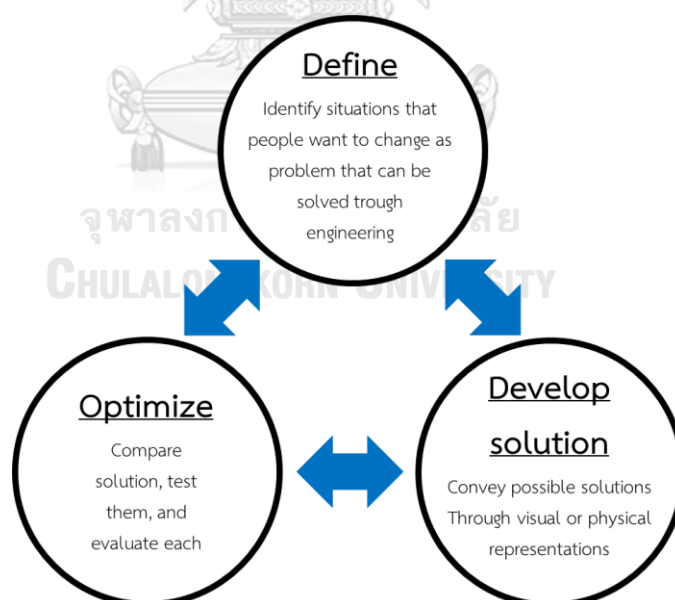 Define
Identify situations that
people want to change as
problem that can be
solved trough
engineering
Optimize
Compare
solution, test
them, and
evaluate each
Develop
solution
Convey possible solutions
Through visual or physical
representations